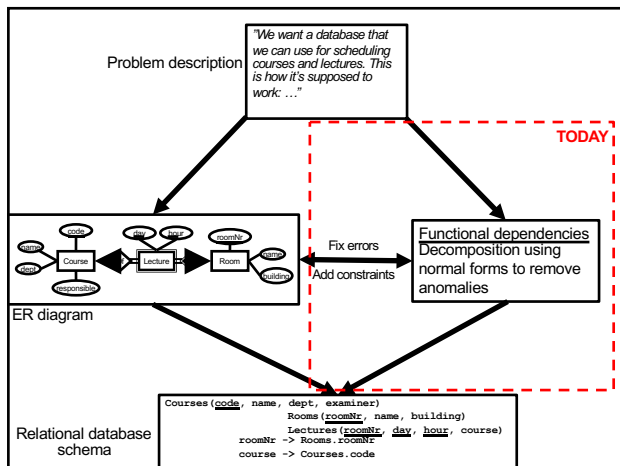 "We want a database that
we can use for scheduling
courses and lectures. This
is how it's supposed to
work: …"
Problem description
TODAY
code
day
hour
roomNr
name
Course
Lecture
Room
name
dept
building
responsible
ER diagram
Fix errors
Add constraints
Functional dependencies
Decomposition using
normal forms to remove
anomalies
Relational database
schema
Courses(code, name, dept, examiner)
Rooms(roomNr, name, building)
Lectures(roomNr, day, hour, course)
roomNr -> Rooms.roomNr
course -> Courses.code